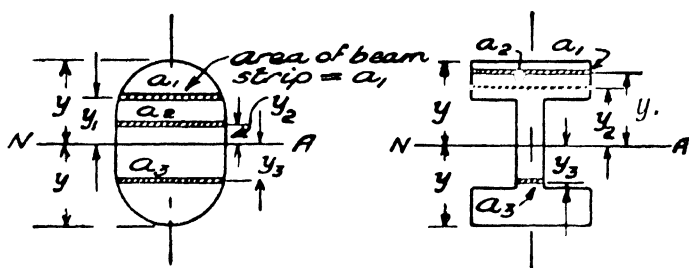 area of beam
strip = a₁
a₁
a₂
a₃
y
y₁
y₂
y₃
y
N
A
a₂
a₁
y
y.
y₂
y₃
y
a₃
N
A